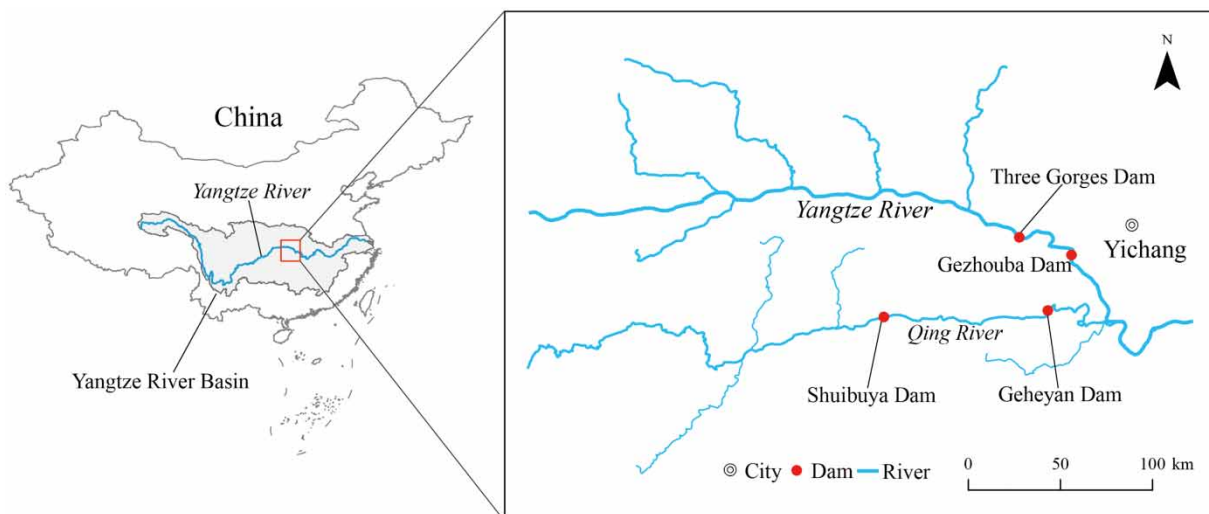 China
Yangtze River
Yangtze River Basin
N
Three Gorges Dam
Yangtze River
Yichang
Gezhouba Dam
Qing River
Shuibuya Dam
Geheyan Dam
City Dam River
0 50 100 km